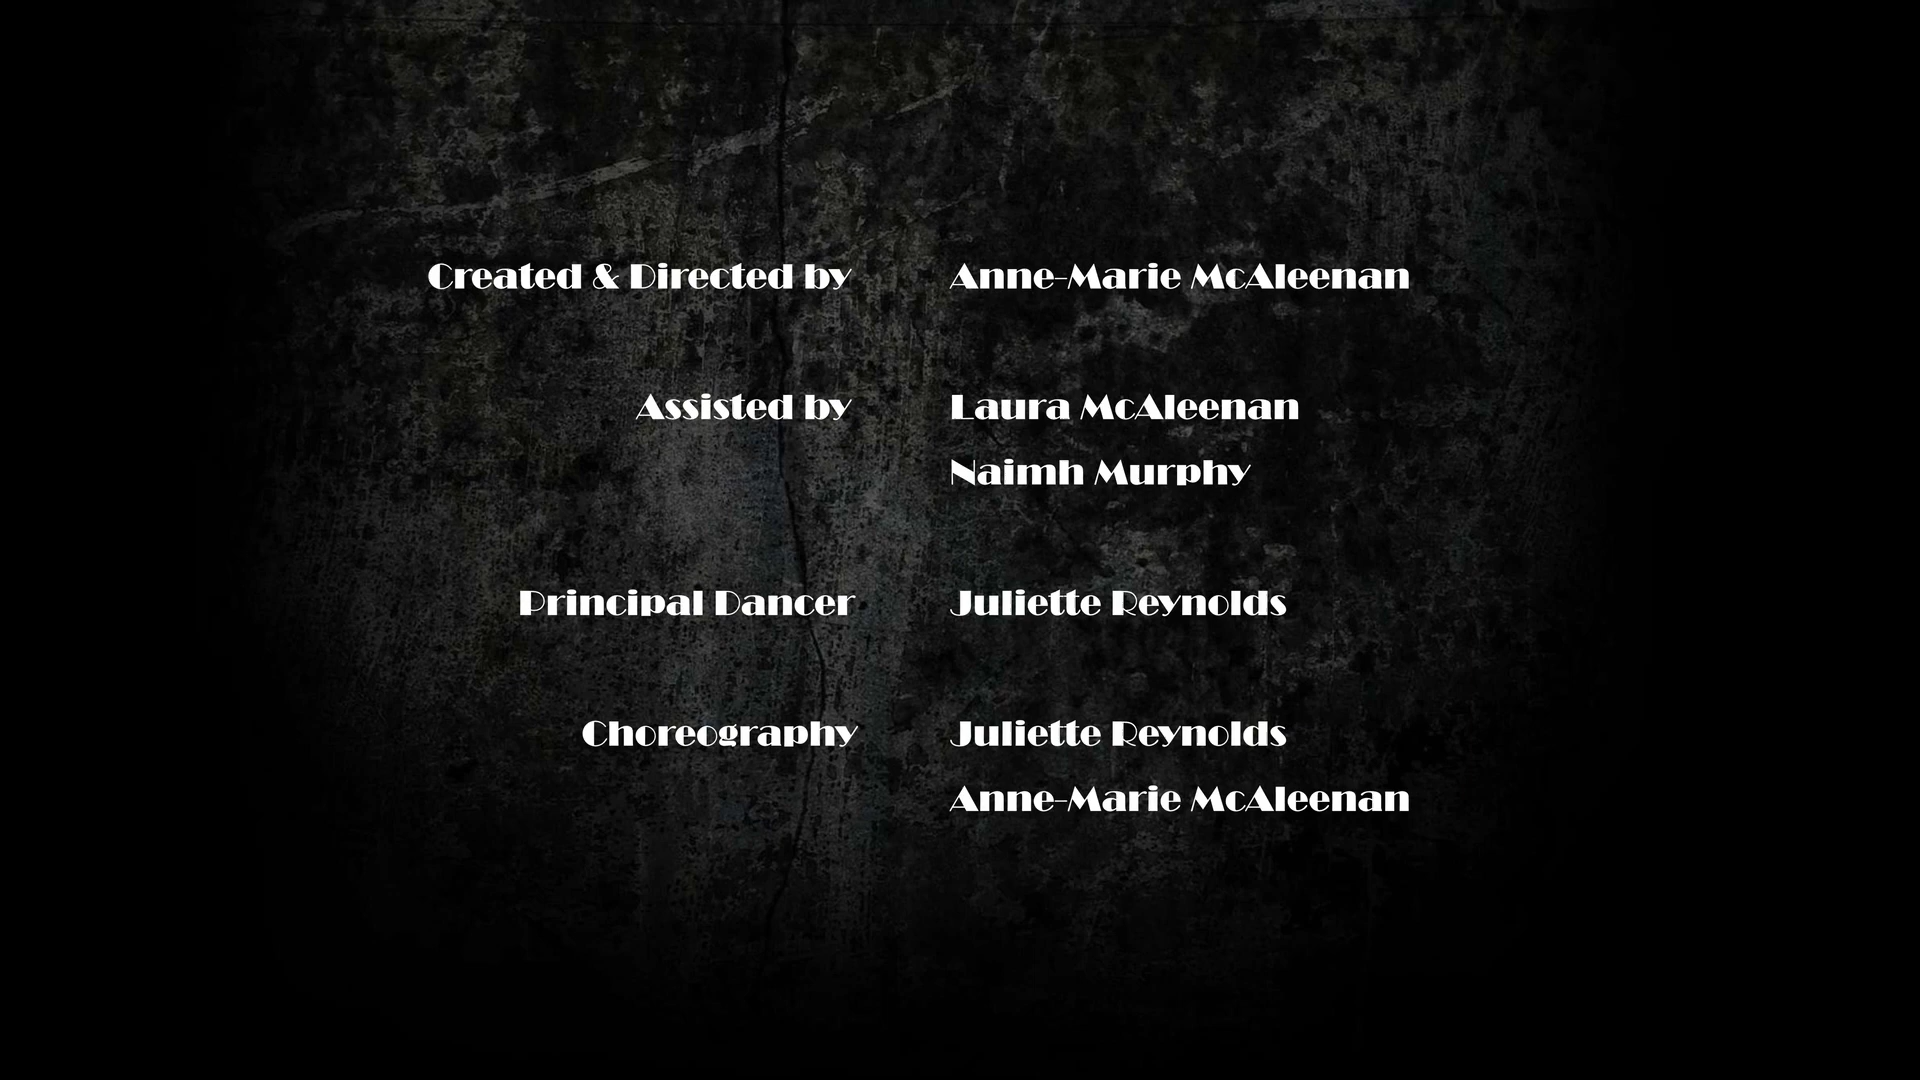 Created & Directed by Anne-Marie McAleenan
Assisted by Laura McAleenan
Naimh Murphy
Principal Dancer Juliette Reynolds
Choreography Juliette Reynolds
Anne-Marie McAleenan